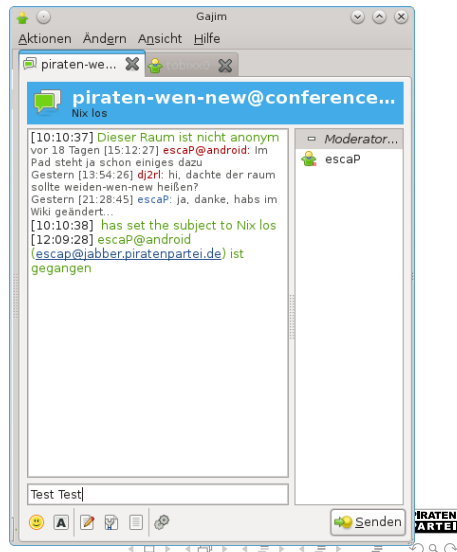 Gajim
Aktionen Ändern Ansicht Hilfe
piraten-we...
piraten-wen-new@conference...
Nix los
[10:10:37] Dieser Raum ist nicht anonym
vor 18 Tagen [15:12:27] escaP@android: Im
Pad steht ja schon einiges dazu
Gestern [13:54:26] dj2rl: hi, dachte der raum
sollte weiden-wen-new heißen?
Gestern [21:28:45] escaP: ja, danke, habs im
Wiki geändert...
[10:10:38] has set the subject to Nix los
[12:09:28] escaP@android
(escap@jabber.piratenpartei.de) ist
gegangen
Moderator...
escaP
Test Test
A
Senden
PIRATEN
PARTEI